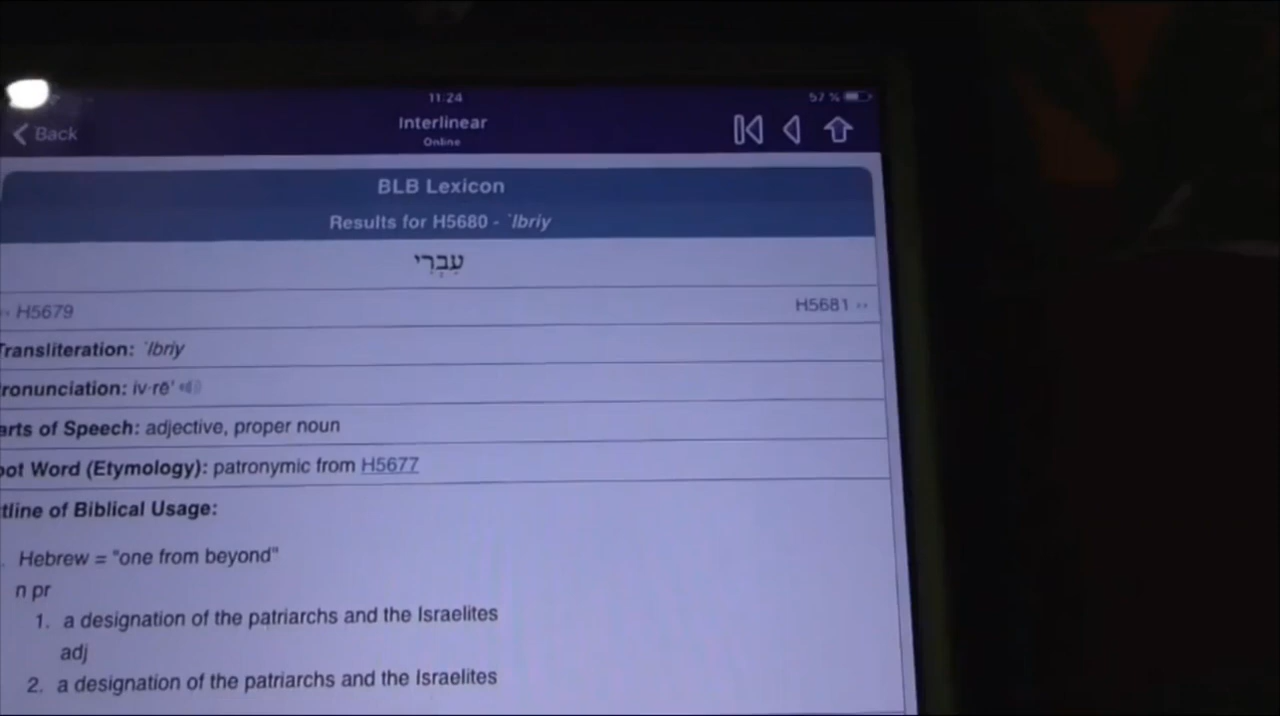 11:24
57 %
Back
Interlinear
Online
BLB Lexicon
Results for H5680 - `Ibriy
עִבְרִי
H5679
H5681
Transliteration: `Ibriy
ronunciation: iv·rē'
arts of Speech: adjective, proper noun
oot Word (Etymology): patronymic from H5677
tline of Biblical Usage:
Hebrew = "one from beyond"
n pr
1. a designation of the patriarchs and the Israelites
adj
2. a designation of the patriarchs and the Israelites